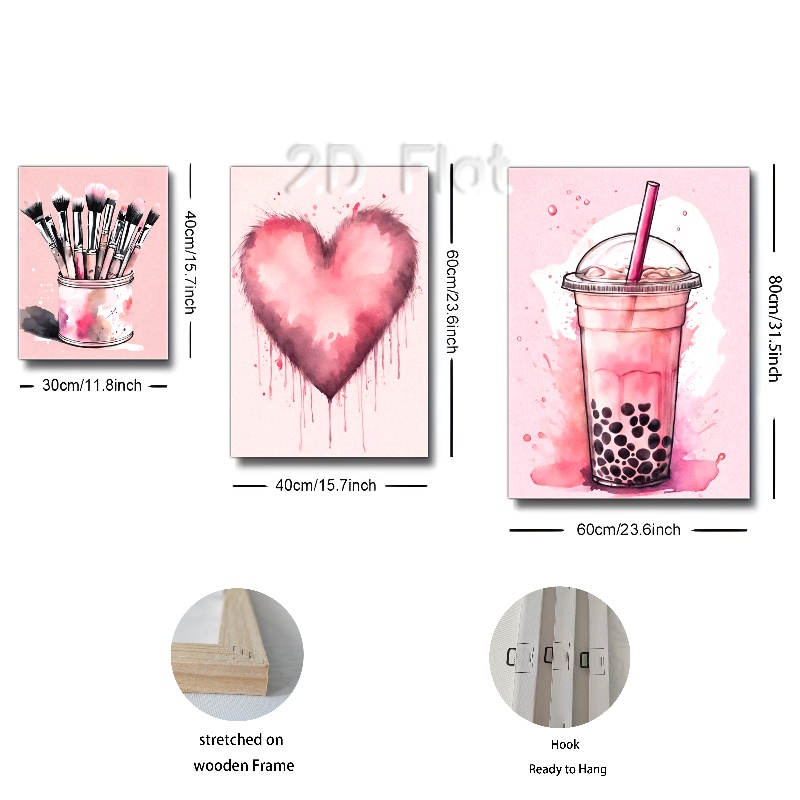 2D Flat
40cm/15.7inch
30cm/11.8inch
60cm/23.6inch
40cm/15.7inch
80cm/31.5inch
60cm/23.6inch
stretched on
wooden Frame
Hook
Ready to Hang